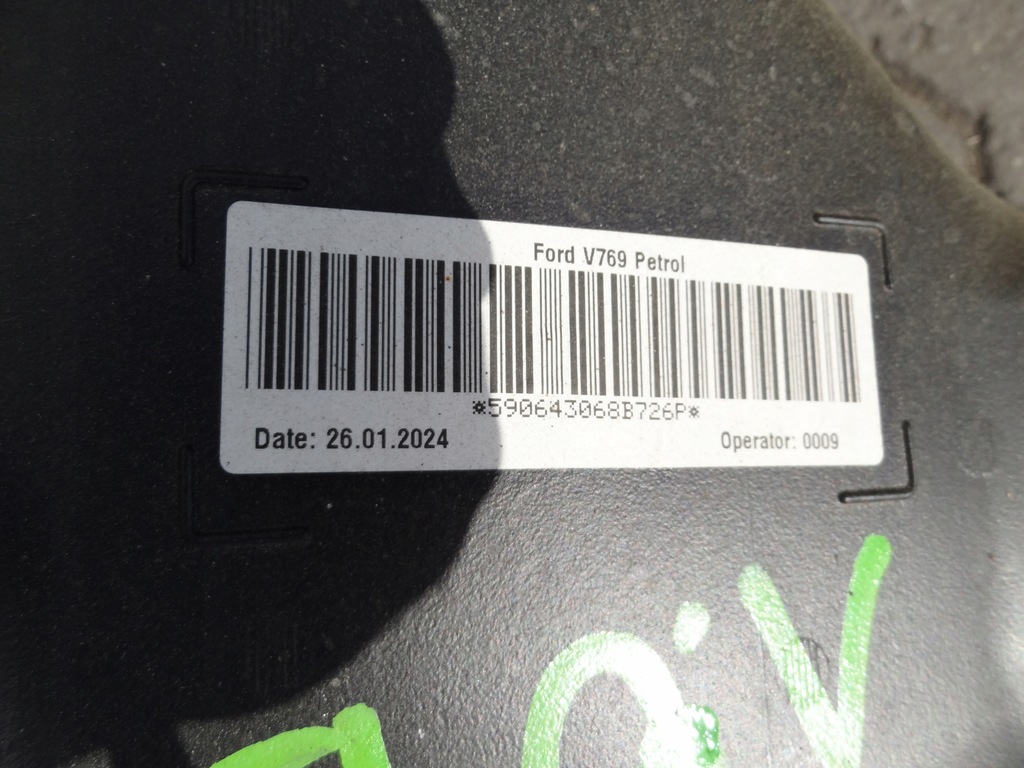 Ford V769 Petrol
*590643068B726P*
Date: 26.01.2024
Operator: 0009